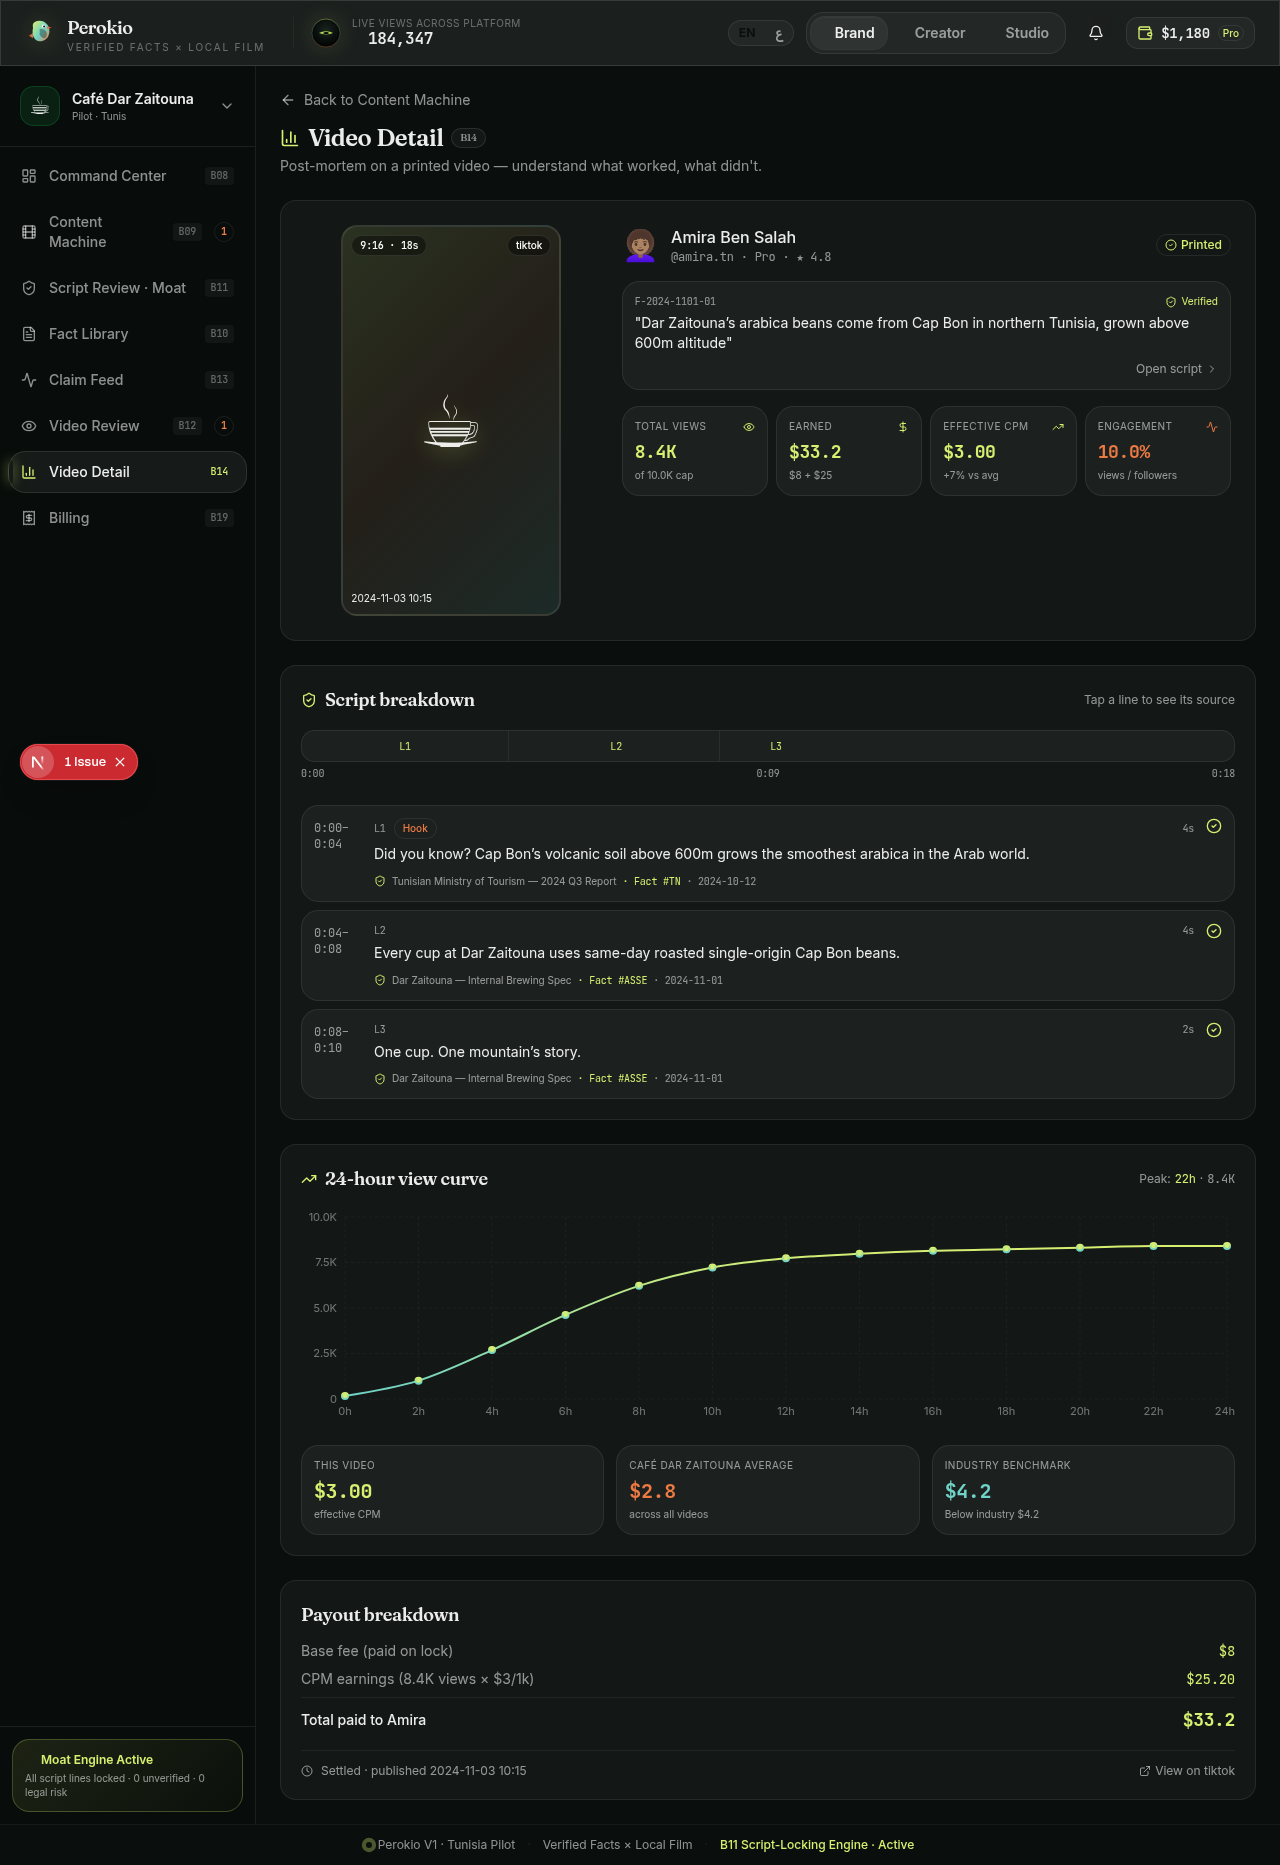 Perokio
VERIFIED FACTS × LOCAL FILM
LIVE VIEWS ACROSS PLATFORM
184,347
EN ع
Brand Creator Studio
$1,180 Pro
Café Dar Zaitouna
Pilot · Tunis
Command Center B08
Content Machine B09 1
Script Review · Moat B11
Fact Library B10
Claim Feed B13
Video Review B12 1
Video Detail B14
Billing B19
1 Issue
Moat Engine Active
All script lines locked · 0 unverified · 0
legal risk
Back to Content Machine
Video Detail B14
Post-mortem on a printed video — understand what worked, what didn't.
9:16 · 18s tiktok
2024-11-03 10:15
Amira Ben Salah
@amira.tn · Pro · ★ 4.8
Printed
F-2024-1101-01 Verified
"Dar Zaitouna's arabica beans come from Cap Bon in northern Tunisia, grown above
600m altitude"
Open script
TOTAL VIEWS
8.4K
of 10.0K cap
EARNED
$33.2
$8 + $25
EFFECTIVE CPM
$3.00
+7% vs avg
ENGAGEMENT
10.0%
views / followers
Script breakdown Tap a line to see its source
L1 L2 L3
0:00 0:09 0:18
0:00–
0:04
L1 Hook 4s
Did you know? Cap Bon's volcanic soil above 600m grows the smoothest arabica in the Arab world.
Tunisian Ministry of Tourism — 2024 Q3 Report · Fact #TN · 2024-10-12
0:04–
0:08
L2 4s
Every cup at Dar Zaitouna uses same-day roasted single-origin Cap Bon beans.
Dar Zaitouna — Internal Brewing Spec · Fact #ASSE · 2024-11-01
0:08–
0:10
L3 2s
One cup. One mountain's story.
Dar Zaitouna — Internal Brewing Spec · Fact #ASSE · 2024-11-01
24-hour view curve Peak: 22h · 8.4K
10.0K
7.5K
5.0K
2.5K
0
0h 2h 4h 6h 8h 10h 12h 14h 16h 18h 20h 22h 24h
THIS VIDEO
$3.00
effective CPM
CAFÉ DAR ZAITOUNA AVERAGE
$2.8
across all videos
INDUSTRY BENCHMARK
$4.2
Below industry $4.2
Payout breakdown
Base fee (paid on lock) $8
CPM earnings (8.4K views × $3/1k) $25.20
Total paid to Amira $33.2
Settled · published 2024-11-03 10:15 View on tiktok
Perokio V1 · Tunisia Pilot · Verified Facts × Local Film · B11 Script-Locking Engine · Active